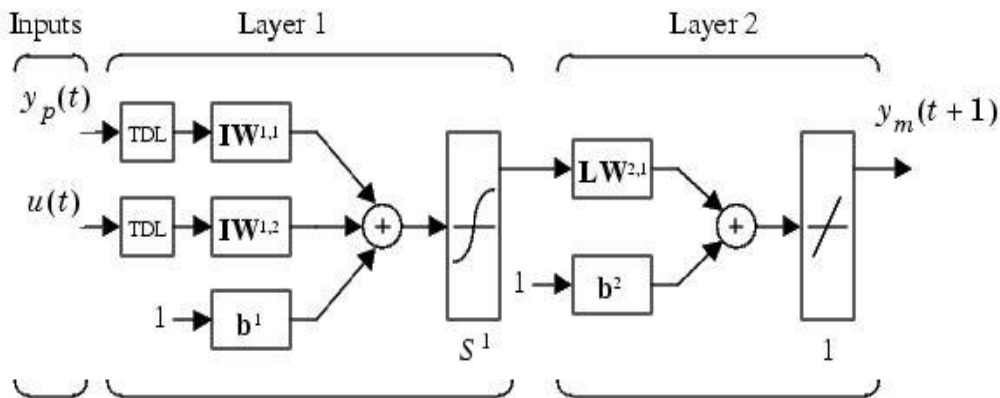 Inputs Layer 1 Layer 2
y_p(t) TDL IW^{1,1} LW^{2,1} y_m(t+1)
u(t) TDL IW^{1,2} + +
1 b^1 1 b^2
S^1 1